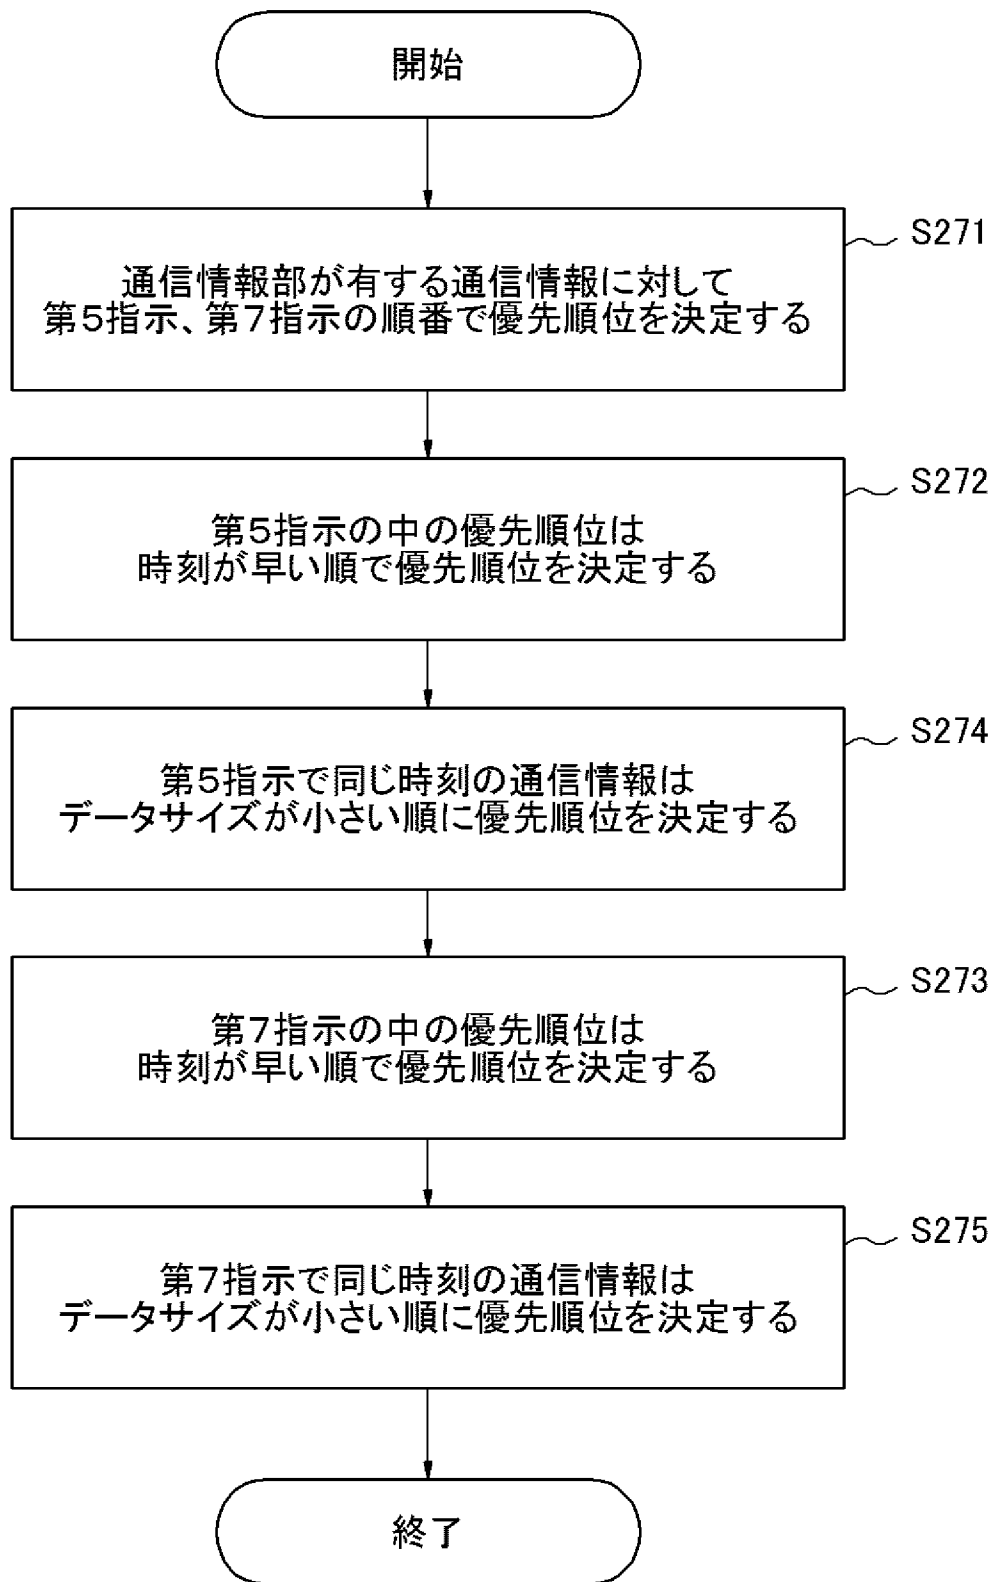 開始
S271
通信情報部が有する通信情報に対して
第5指示、第7指示の順番で優先順位を決定する
S272
第5指示の中の優先順位は
時刻が早い順で優先順位を決定する
S274
第5指示で同じ時刻の通信情報は
データサイズが小さい順に優先順位を決定する
S273
第7指示の中の優先順位は
時刻が早い順で優先順位を決定する
S275
第7指示で同じ時刻の通信情報は
データサイズが小さい順に優先順位を決定する
終了